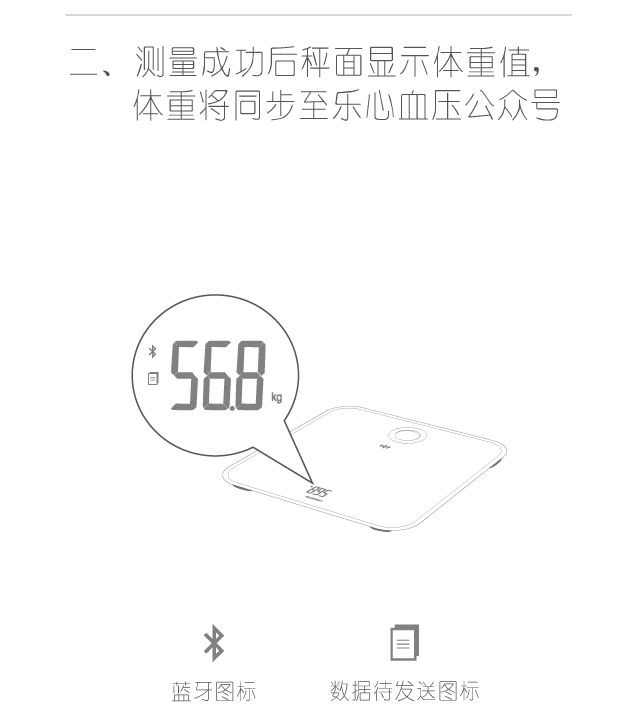 二、测量成功后秤面显示体重值，
体重将同步至乐心血压公众号
56.8
kg
蓝牙图标
数据待发送图标